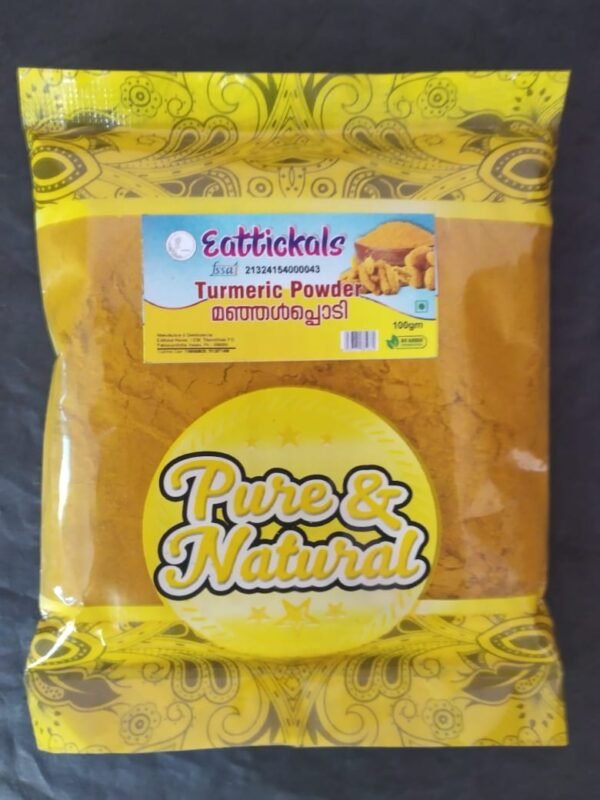 Eattickals
fssai 21324154000043
Turmeric Powder
മഞ്ഞൾപ്പൊടി
100gm
Pure &
Natural